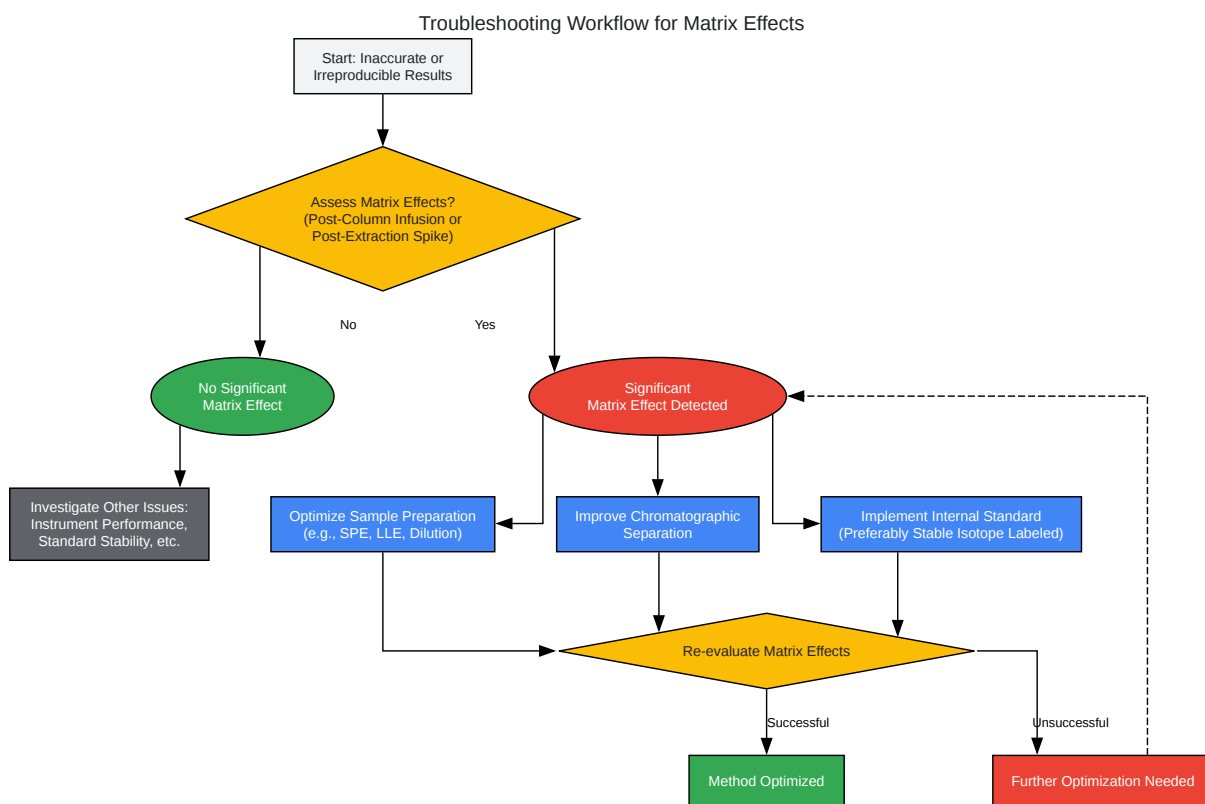 Troubleshooting Workflow for Matrix Effects
Start: Inaccurate or
Irreproducible Results
Assess Matrix Effects?
(Post-Column Infusion or
Post-Extraction Spike)
No
Yes
No Significant
Matrix Effect
Significant
Matrix Effect Detected
Investigate Other Issues:
Instrument Performance,
Standard Stability, etc.
Optimize Sample Preparation
(e.g., SPE, LLE, Dilution)
Improve Chromatographic
Separation
Implement Internal Standard
(Preferably Stable Isotope Labeled)
Re-evaluate Matrix Effects
Successful
Unsuccessful
Method Optimized
Further Optimization Needed